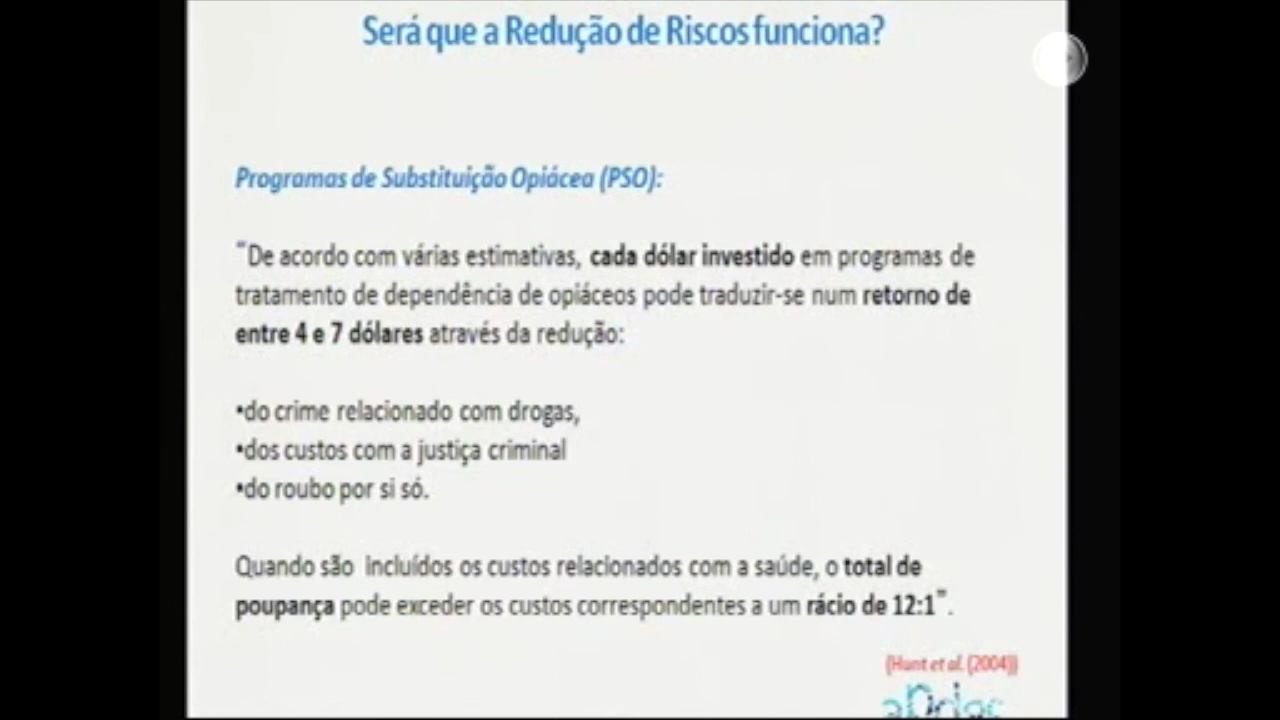 Será que a Redução de Riscos funciona?
Programas de Substituição Opiácea (PSO):
"De acordo com várias estimativas, cada dólar investido em programas de
tratamento de dependência de opiáceos pode traduzir-se num retorno de
entre 4 e 7 dólares através da redução:
•do crime relacionado com drogas,
•dos custos com a justiça criminal
•do roubo por si só.
Quando são incluídos os custos relacionados com a saúde, o total de
poupança pode exceder os custos correspondentes a um rácio de 12:1".
(Hunt et al. (2004))